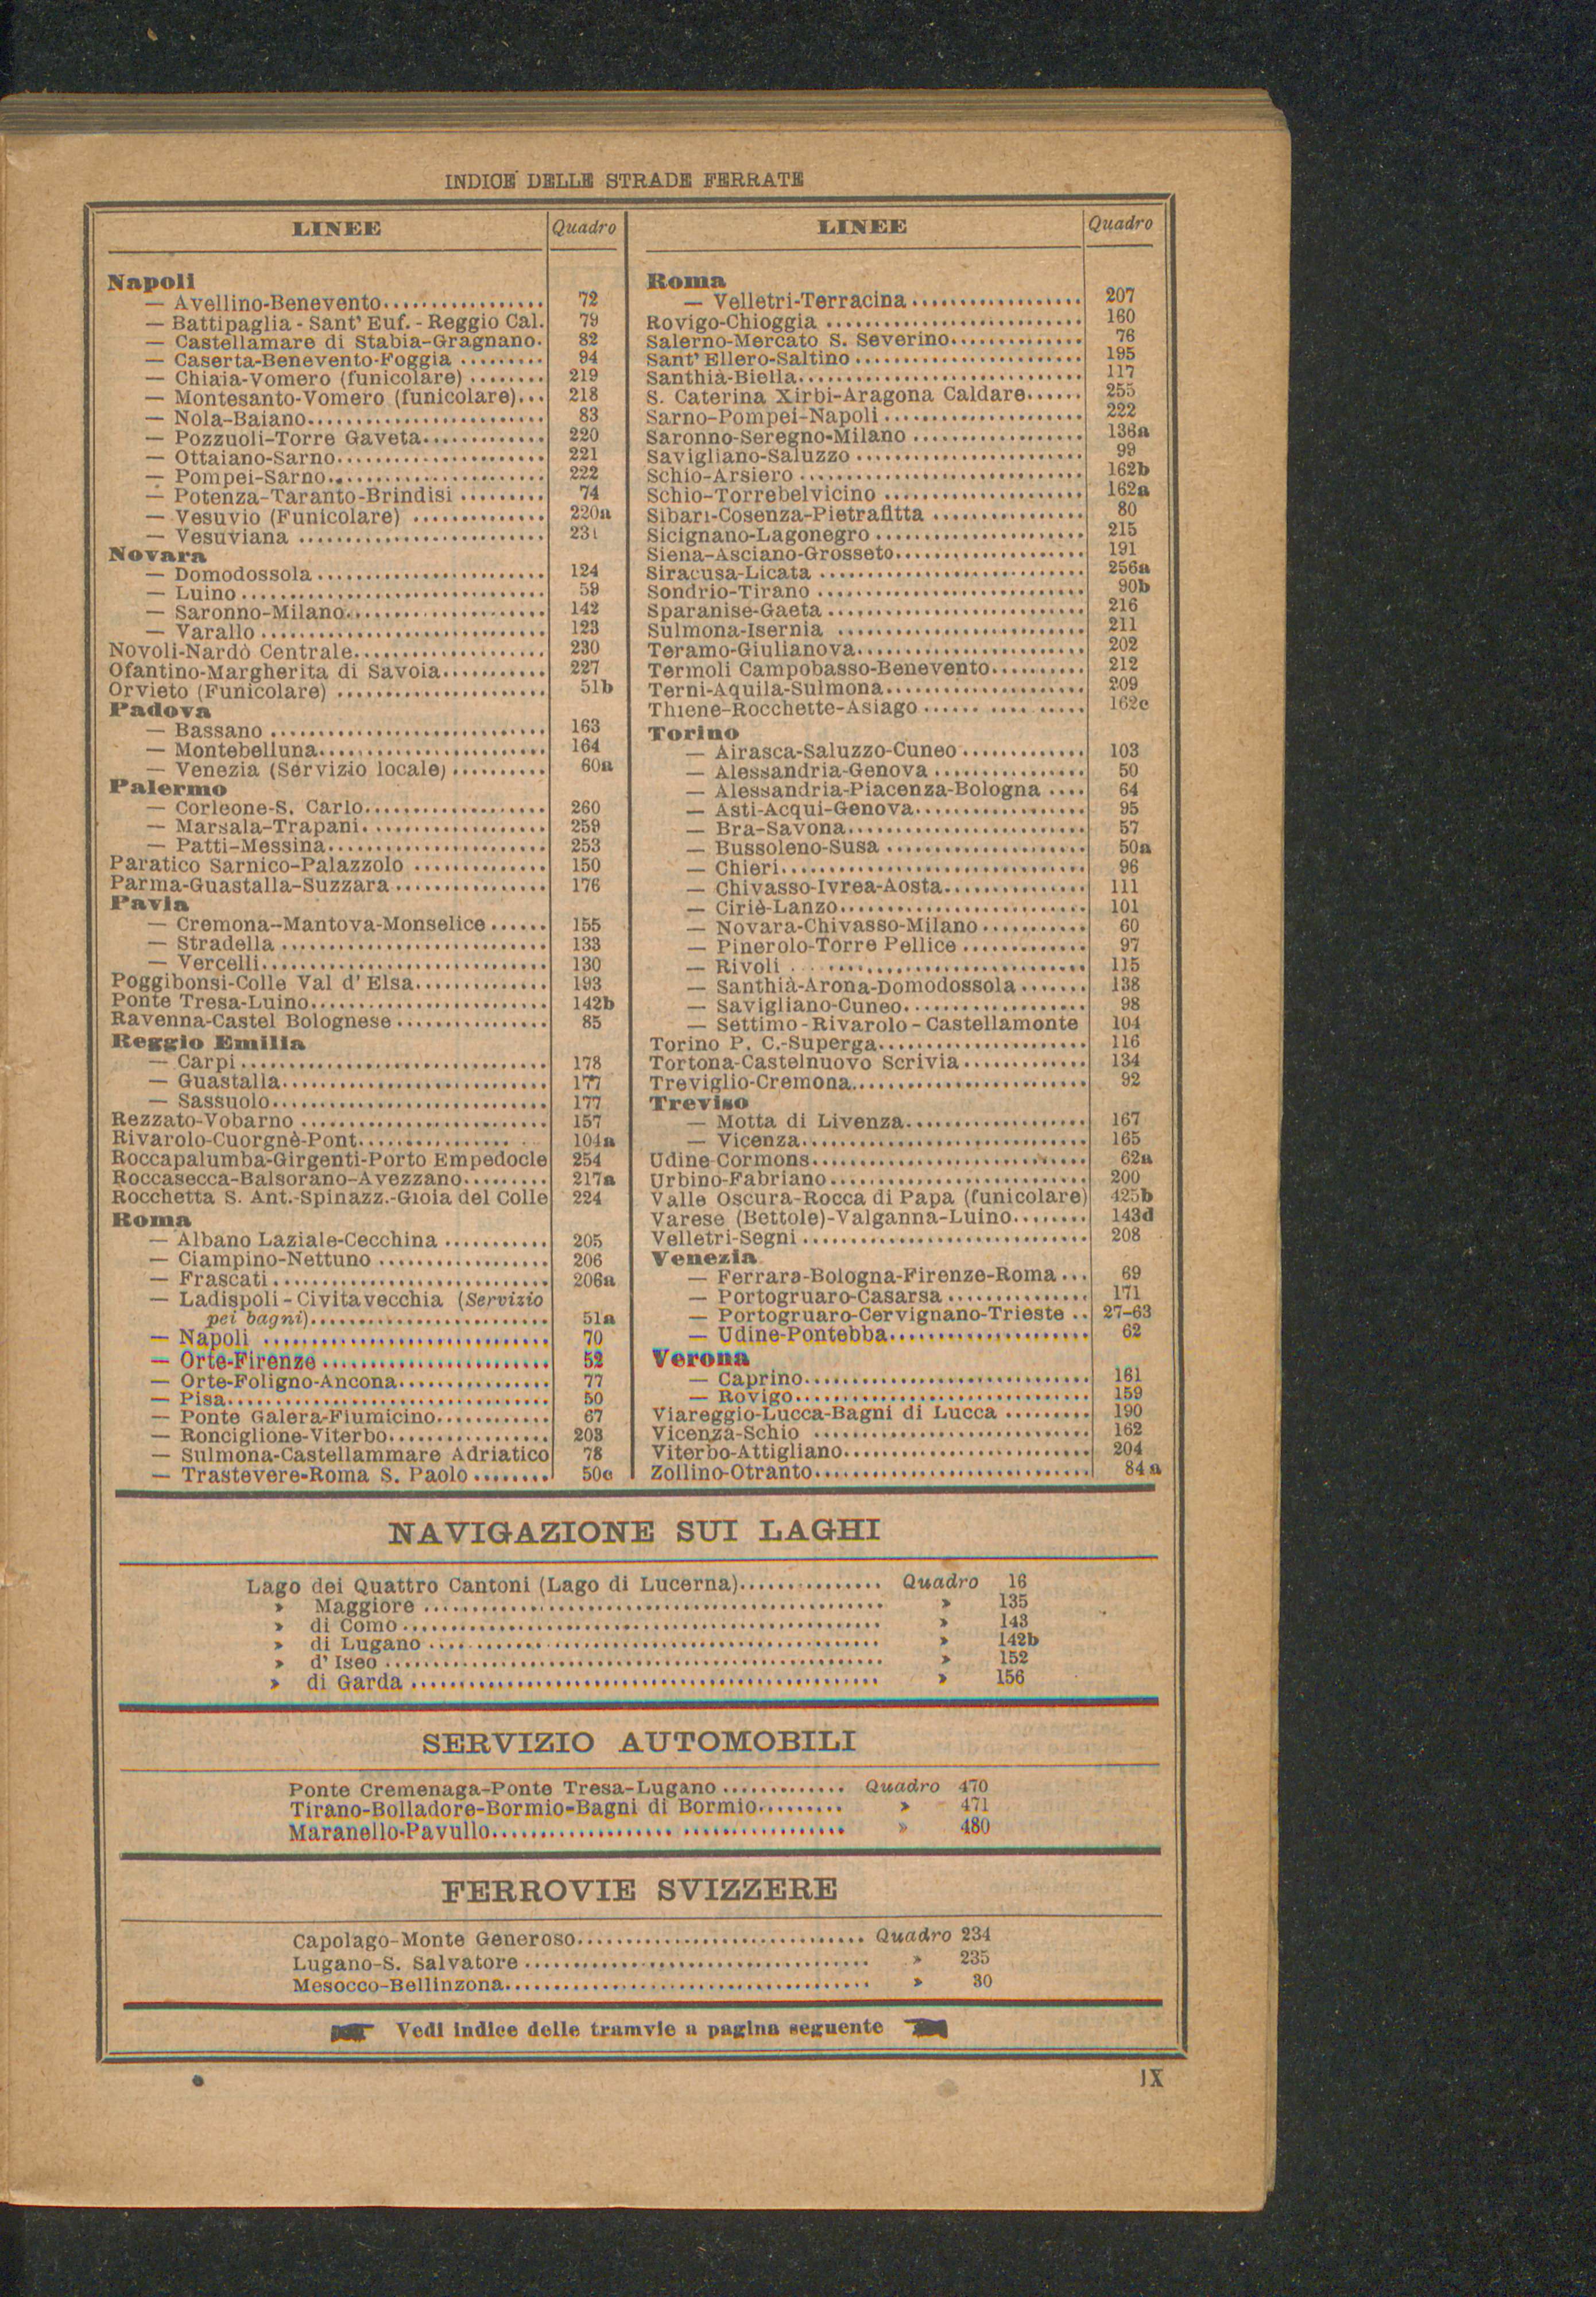 INDICE DELLE STRADE FERRATE
LINEE Quadro
Napoli
— Avellino-Benevento................. 72
— Battipaglia - Sant' Euf. - Reggio Cal. 79
— Castellamare di Stabia-Gragnano. 82
— Caserta-Benevento-Foggia ......... 94
— Chiaia-Vomero (funicolare) ........ 219
— Montesanto-Vomero (funicolare)... 218
— Nola-Baiano......................... 83
— Pozzuoli-Torre Gaveta............. 220
— Ottaiano-Sarno...................... 221
— Pompei-Sarno....................... 222
— Potenza-Taranto-Brindisi ......... 74
— Vesuvio (Funicolare) .............. 220a
— Vesuviana .......................... 231
Novara
— Domodossola........................ 124
— Luino................................ 59
— Saronno-Milano..................... 142
— Varallo.............................. 123
Novoli-Nardò Centrale.................... 230
Ofantino-Margherita di Savoia........... 227
Orvieto (Funicolare) ...................... 51b
Padova
— Bassano ............................. 163
— Montebelluna........................ 164
— Venezia (Servizio locale) .......... 60a
Palermo
— Corleone-S. Carlo................... 260
— Marsala-Trapani.................... 259
— Patti-Messina....................... 253
Paratico Sarnico-Palazzolo .............. 150
Parma-Guastalla-Suzzara................ 176
Pavia
— Cremona-Mantova-Monselice...... 155
— Stradella ............................ 133
— Vercelli.............................. 130
Poggibonsi-Colle Val d' Elsa.............. 193
Ponte Tresa-Luino......................... 142b
Ravenna-Castel Bolognese................ 85
Reggio Emilia
— Carpi................................ 178
— Guastalla............................ 177
— Sassuolo............................. 177
Rezzato-Vobarno .......................... 157
Rivarolo-Cuorgnè-Pont.................. 104a
Roccapalumba-Girgenti-Porto Empedocle 254
Roccasecca-Balsorano-Avezzano......... 217a
Rocchetta S. Ant.-Spinazz.-Gioia del Colle 224
Roma
— Albano Laziale-Cecchina ........... 205
— Ciampino-Nettuno .................. 206
— Frascati............................. 206a
— Ladispoli - Civitavecchia (Servizio
pei bagni)......................... 51a
— Napoli .............................. 70
— Orte-Firenze........................ 52
— Orte-Foligno-Ancona................ 77
— Pisa.................................. 50
— Ponte Galera-Fiumicino............ 67
— Ronciglione-Viterbo................. 203
— Sulmona-Castellammare Adriatico 78
— Trastevere-Roma S. Paolo ........ 50c
LINEE Quadro
Roma
— Velletri-Terracina.................. 207
Rovigo-Chioggia ........................... 160
Salerno-Mercato S. Severino.............. 76
Sant' Ellero-Saltino........................ 195
Santhià-Biella.............................. 117
S. Caterina Xirbi-Aragona Caldare...... 255
Sarno-Pompei-Napoli..................... 222
Saronno-Seregno-Milano .................. 136a
Savigliano-Saluzzo ........................ 99
Schio-Arsiero .............................. 162b
Schio-Torrebelvicino ..................... 162a
Sibari-Cosenza-Pietrafitta ................ 80
Sicignano-Lagonegro...................... 215
Siena-Asciano-Grosseto.................... 191
Siracusa-Licata ............................ 256a
Sondrio-Tirano ............................ 90b
Sparanise-Gaeta........................... 216
Sulmona-Isernia .......................... 211
Teramo-Giulianova........................ 202
Termoli Campobasso-Benevento.......... 212
Terni-Aquila-Sulmona..................... 209
Thiene-Rocchette-Asiago ...... .... ..... 162c
Torino
— Airasca-Saluzzo-Cuneo............. 103
— Alessandria-Genova ................ 50
— Alessandria-Piacenza-Bologna .... 64
— Asti-Acqui-Genova.................. 95
— Bra-Savona......................... 57
— Bussoleno-Susa ..................... 50a
— Chieri................................ 96
— Chivasso-Ivrea-Aosta............... 111
— Ciriè-Lanzo.......................... 101
— Novara-Chivasso-Milano........... 60
— Pinerolo-Torre Pellice ............. 97
— Rivoli . . .......................... 115
— Santhià-Arona-Domodossola....... 138
— Savigliano-Cuneo................... 98
— Settimo - Rivarolo - Castellamonte 104
Torino P. C.-Superga...................... 116
Tortona-Castelnuovo Scrivia............. 134
Treviglio-Cremona......................... 92
Treviso
— Motta di Livenza................... 167
— Vicenza.............................. 165
Udine-Cormons............................. 62a
Urbino-Fabriano........................... 200
Valle Oscura-Rocca di Papa (funicolare) 425b
Varese (Bettole)-Valganna-Luino........ 143d
Velletri-Segni.............................. 208
Venezia
— Ferrara-Bologna-Firenze-Roma... 69
— Portogruaro-Casarsa ............... 171
— Portogruaro-Cervignano-Trieste .. 27-63
— Udine-Pontebba..................... 62
Verona
— Caprino.............................. 161
— Rovigo............................... 159
Viareggio-Lucca-Bagni di Lucca ......... 190
Vicenza-Schio ............................. 162
Viterbo-Attigliano.......................... 204
Zollino-Otranto............................. 84 a
NAVIGAZIONE SUI LAGHI
Lago dei Quattro Cantoni (Lago di Lucerna)............... Quadro 16
» Maggiore ................................................ » 135
» di Como.................................................. » 143
» di Lugano ............................................... » 142b
» d' Iseo .................................................... » 152
» di Garda ................................................. » 156
SERVIZIO AUTOMOBILI
Ponte Cremenaga-Ponte Tresa-Lugano ............. Quadro 470
Tirano-Bolladore-Bormio-Bagni di Bormio......... » 471
Maranello-Pavullo................... ................. » 480
FERROVIE SVIZZERE
Capolago-Monte Generoso.............................. Quadro 234
Lugano-S. Salvatore.................................... » 235
Mesocco-Bellinzona...................................... » 30
Vedi indice delle tramvie a pagina seguente
IX